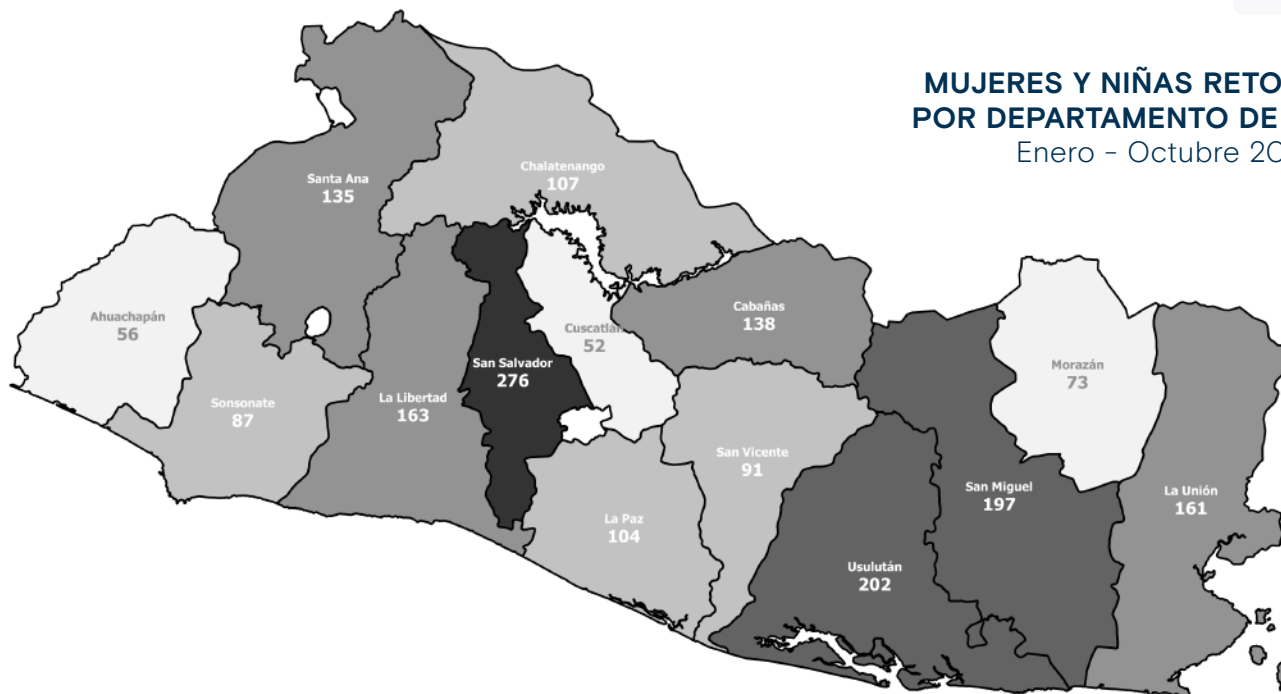 MUJERES Y NIÑAS RETO
POR DEPARTAMENTO DE
Enero - Octubre 20
Chalatenango
107
Santa Ana
135
Cabañas
138
Ahuachapán
56
Cuscatlán
52
San Salvador
276
Morazán
73
Sonsonate
87
La Libertad
163
San Vicente
91
San Miguel
197
La Unión
161
La Paz
104
Usulután
202